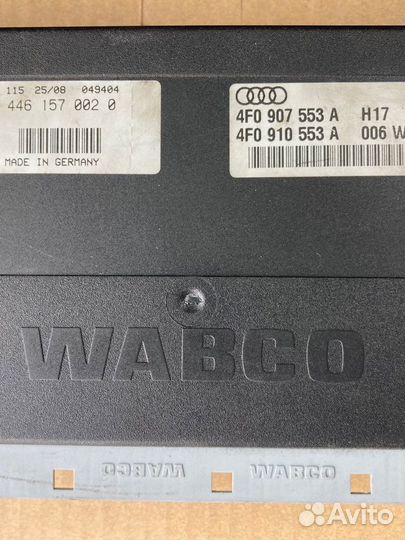 115 25/08 049404
446 157 002 0
MADE IN GERMANY
4F0 907 553 A H17
4F0 910 553 A 006 W
WABCO
WABCO WABCO
Avito